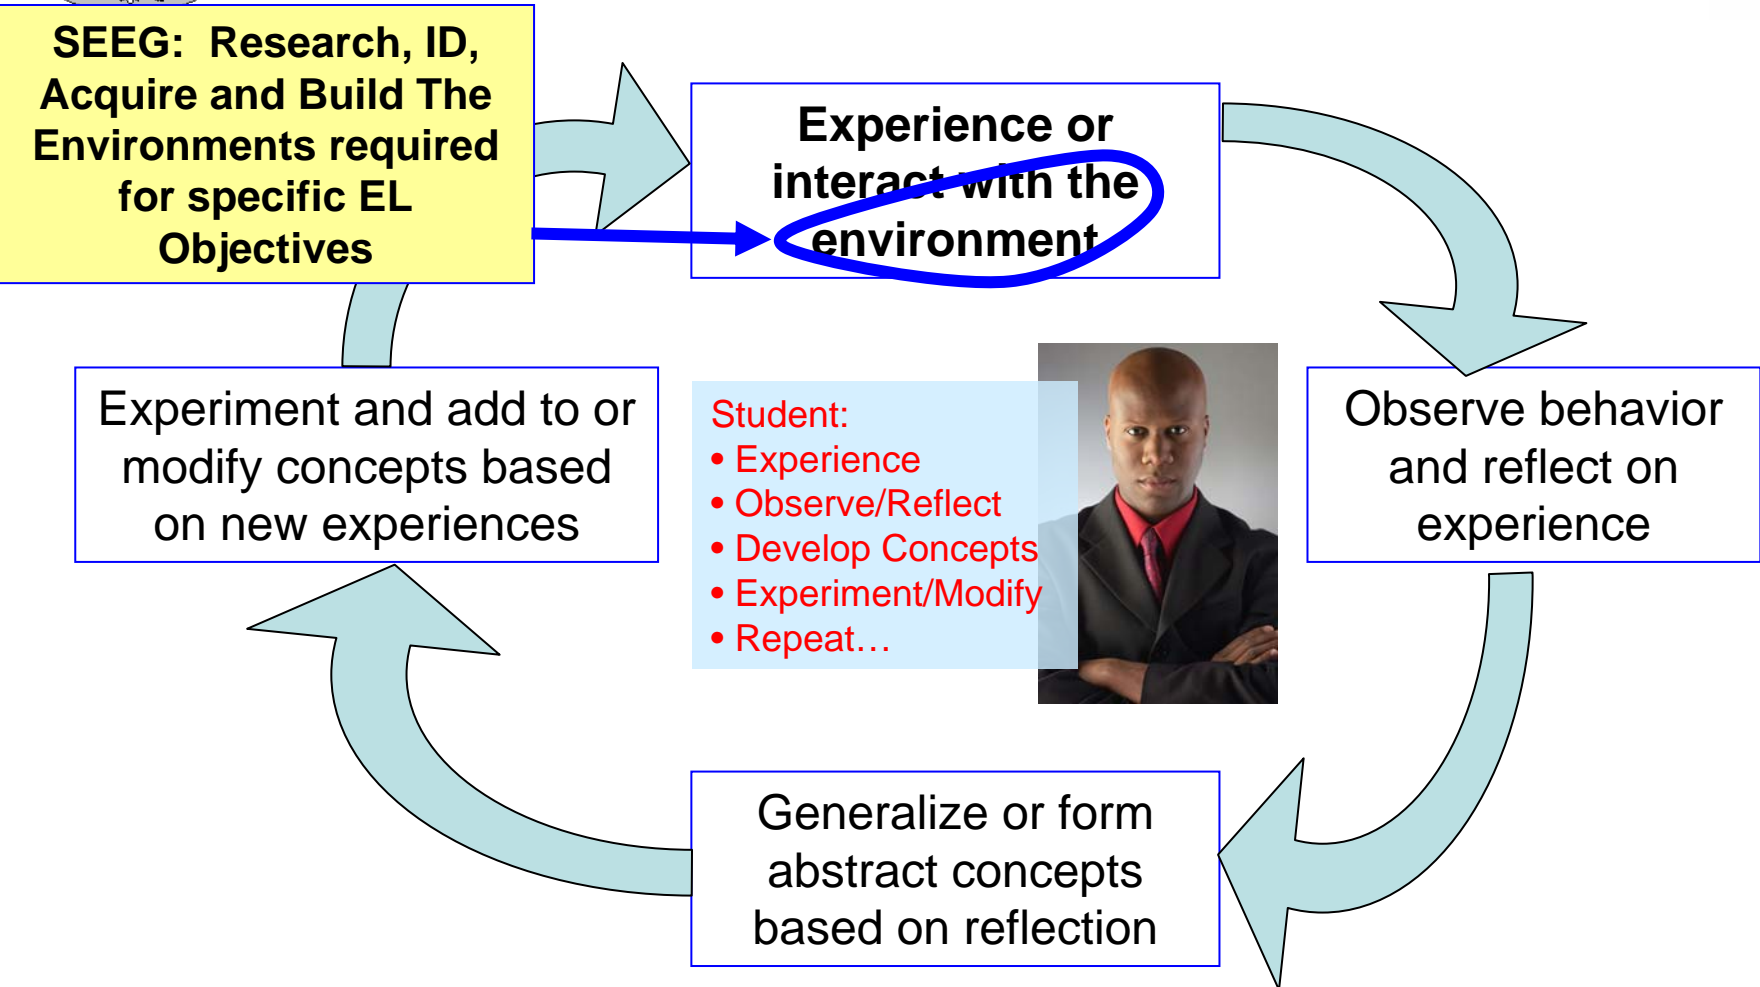 SEEG: Research, ID,
Acquire and Build The
Environments required
for specific EL
Objectives
Experience or
interact with the
environment
Experiment and add to or
modify concepts based
on new experiences
Student:
• Experience
• Observe/Reflect
• Develop Concepts
• Experiment/Modify
• Repeat…
Observe behavior
and reflect on
experience
Generalize or form
abstract concepts
based on reflection